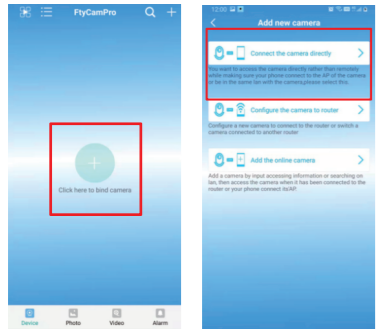 FtyCamPro
Click here to bind camera
Device Photo Video Alarm
12:00
Add new camera
Connect the camera directly
You want to access the camera directly rather than remotely
while making sure your phone connect to the AP of the camera
or be in the same lan with the camera,please select this.
Configure the camera to router
Configure a new camera to connect to the router or switch a
camera connected to another router
Add the online camera
Add a camera by input accessing information or searching on
lan, then access the camera when it has been connected to the
router or your phone connect its'AP.